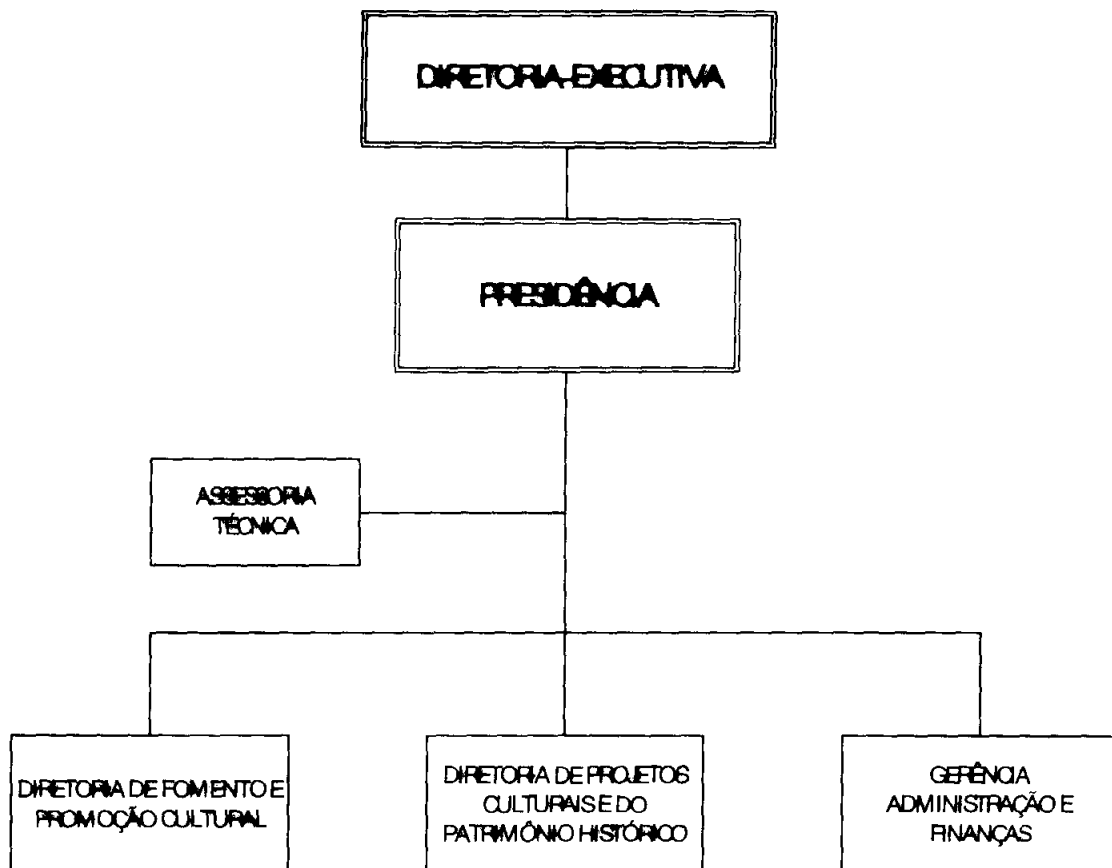 DIRETORIA-EXECUTIVA
PRESIDÊNCIA
ASSESSORIA
TÉCNICA
DIRETORIA DE FOMENTO E
PROMOÇÃO CULTURAL
DIRETORIA DE PROJETOS
CULTURAIS E DO
PATRIMÔNIO HISTÓRICO
GERÊNCIA
ADMINISTRAÇÃO E
FINANÇAS